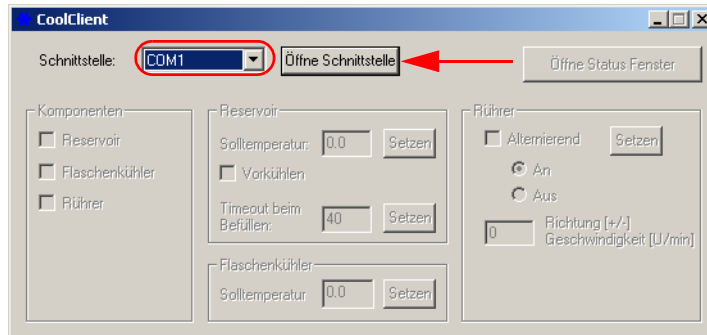 CoolClient
Schnittstelle: COM1 Öffne Schnittstelle Öffne Status Fenster
Komponenten
Reservoir
Flaschenkühler
Rührer
Reservoir
Solltemperatur: 0.0 Setzen
Vorkühlen
Timeout beim
Befüllen: 40 Setzen
Flaschenkühler
Solltemperatur 0.0 Setzen
Rührer
Alternierend Setzen
An
Aus
0 Richtung [+/-]
Geschwindigkeit [U/min]